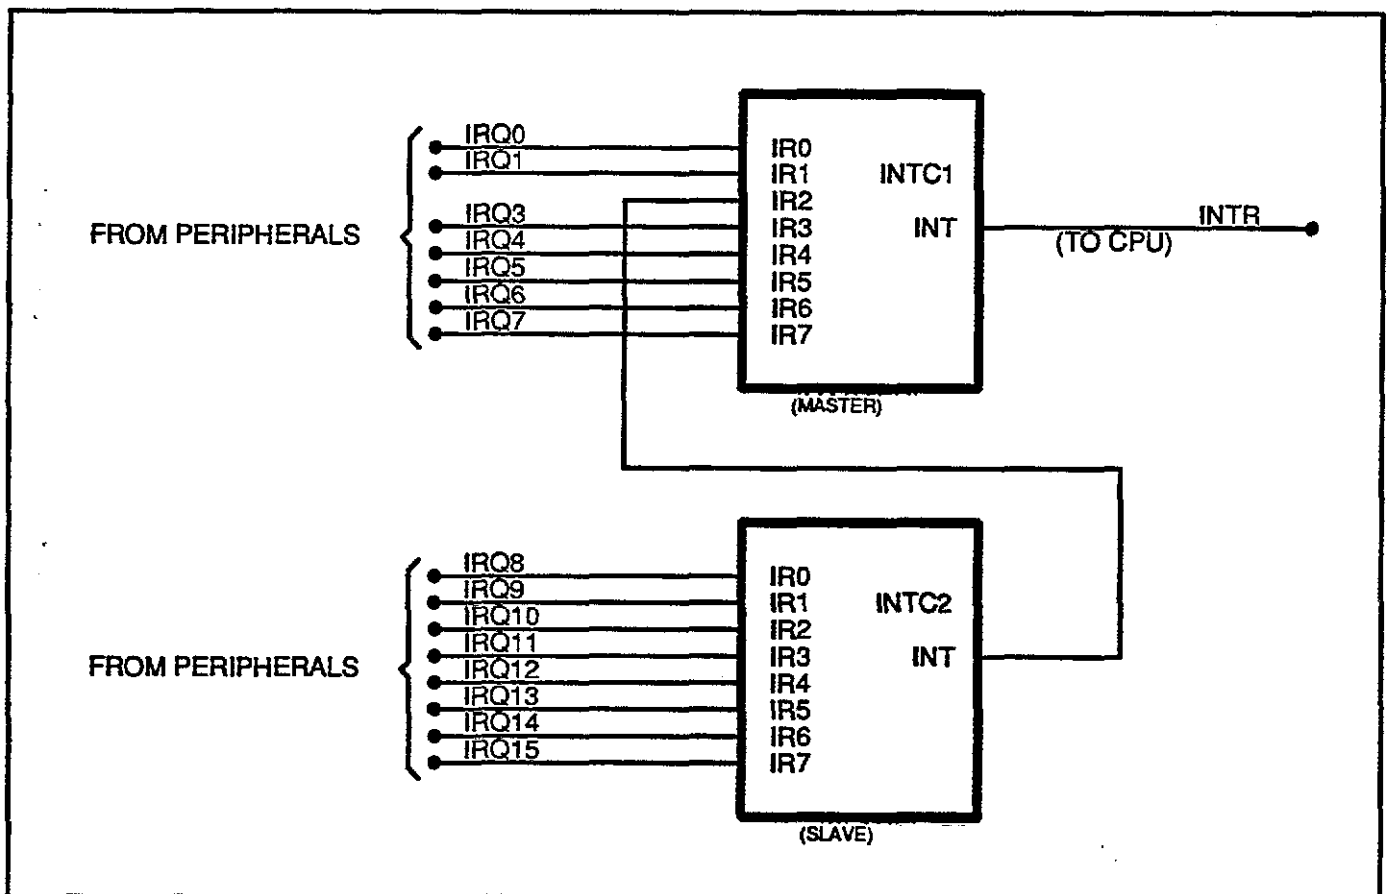 IRQ0
IRQ1
IRQ3
IRQ4
IRQ5
IRQ6
IRQ7
FROM PERIPHERALS
IR0
IR1
IR2
IR3
IR4
IR5
IR6
IR7
INTC1
INT
(MASTER)
INTR
(TO CPU)
IRQ8
IRQ9
IRQ10
IRQ11
IRQ12
IRQ13
IRQ14
IRQ15
FROM PERIPHERALS
IR0
IR1
IR2
IR3
IR4
IR5
IR6
IR7
INTC2
INT
(SLAVE)